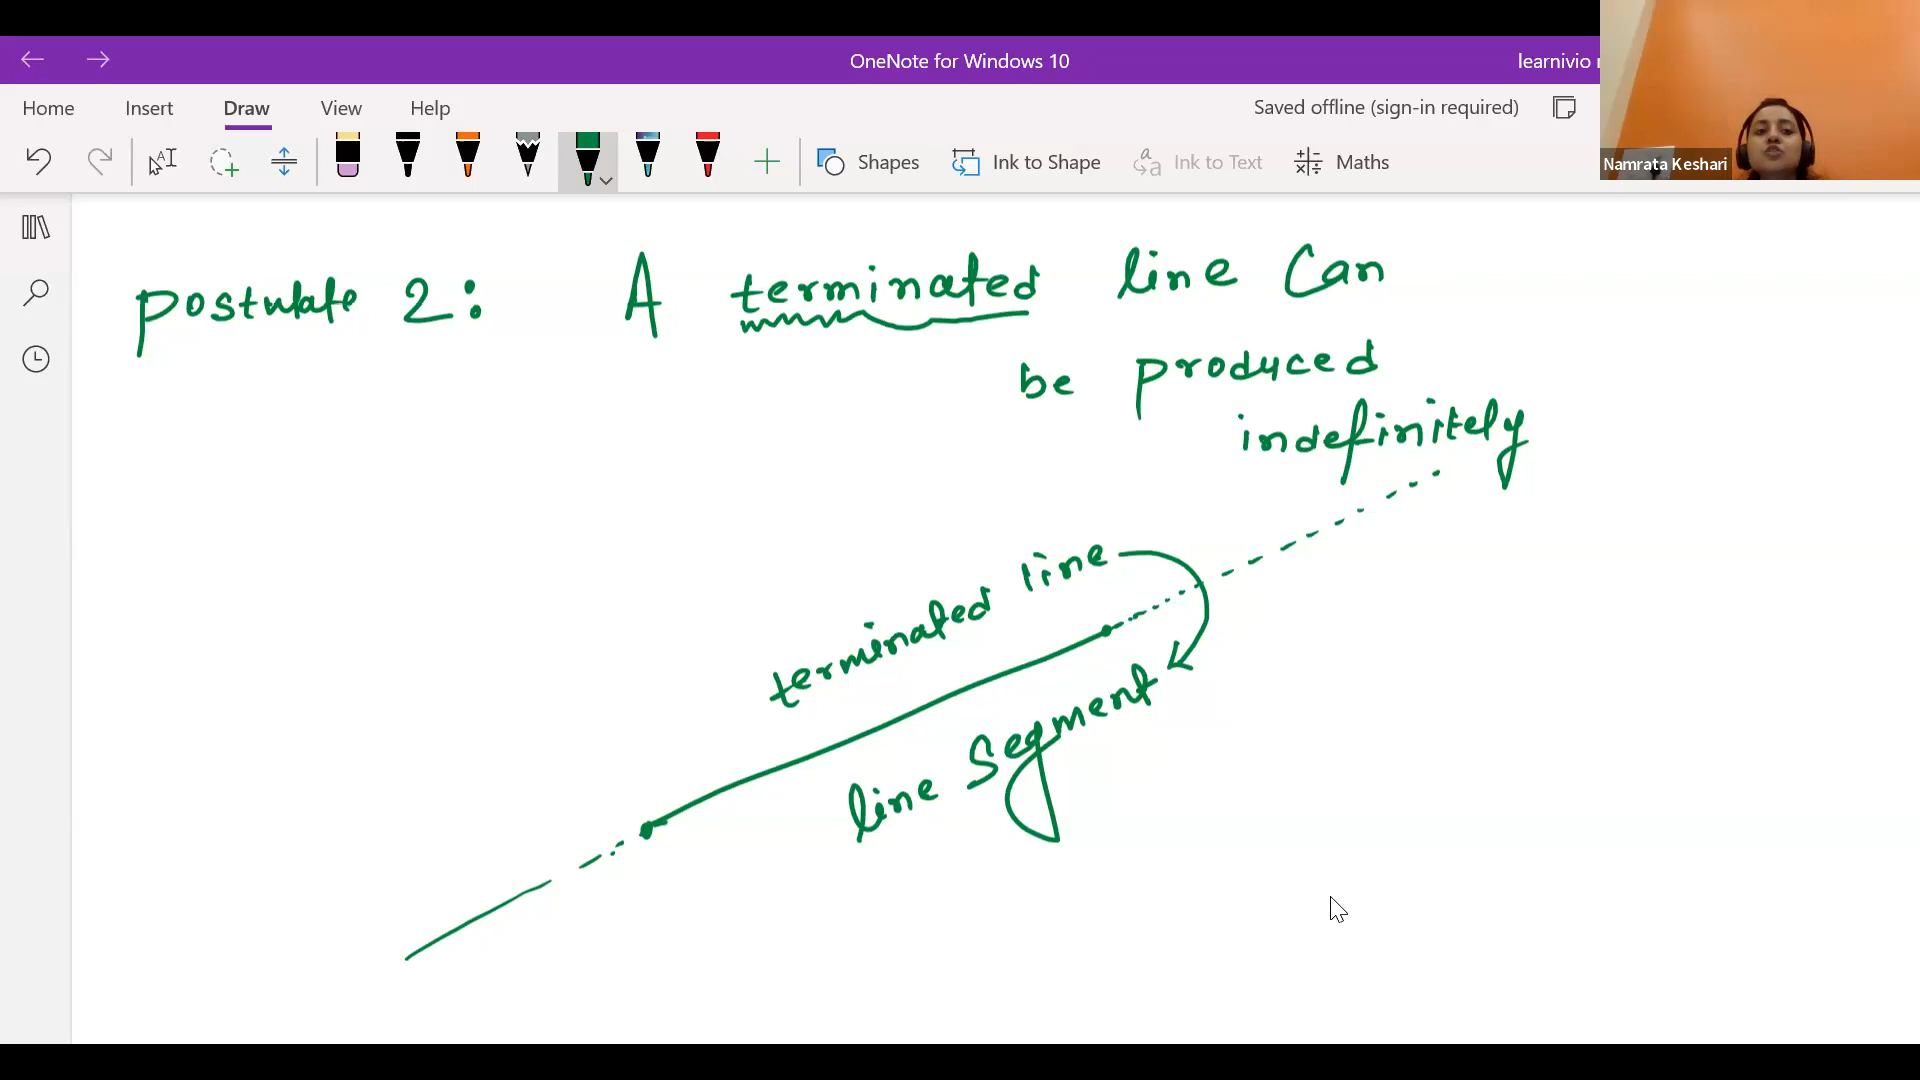 OneNote for Windows 10
learnivio
Home Insert Draw View Help
Saved offline (sign-in required)
Shapes Ink to Shape Ink to Text Maths
Namrata Keshari
Postulate 2: A terminated line Can
be produced
indefinitely
terminated line
line Segment